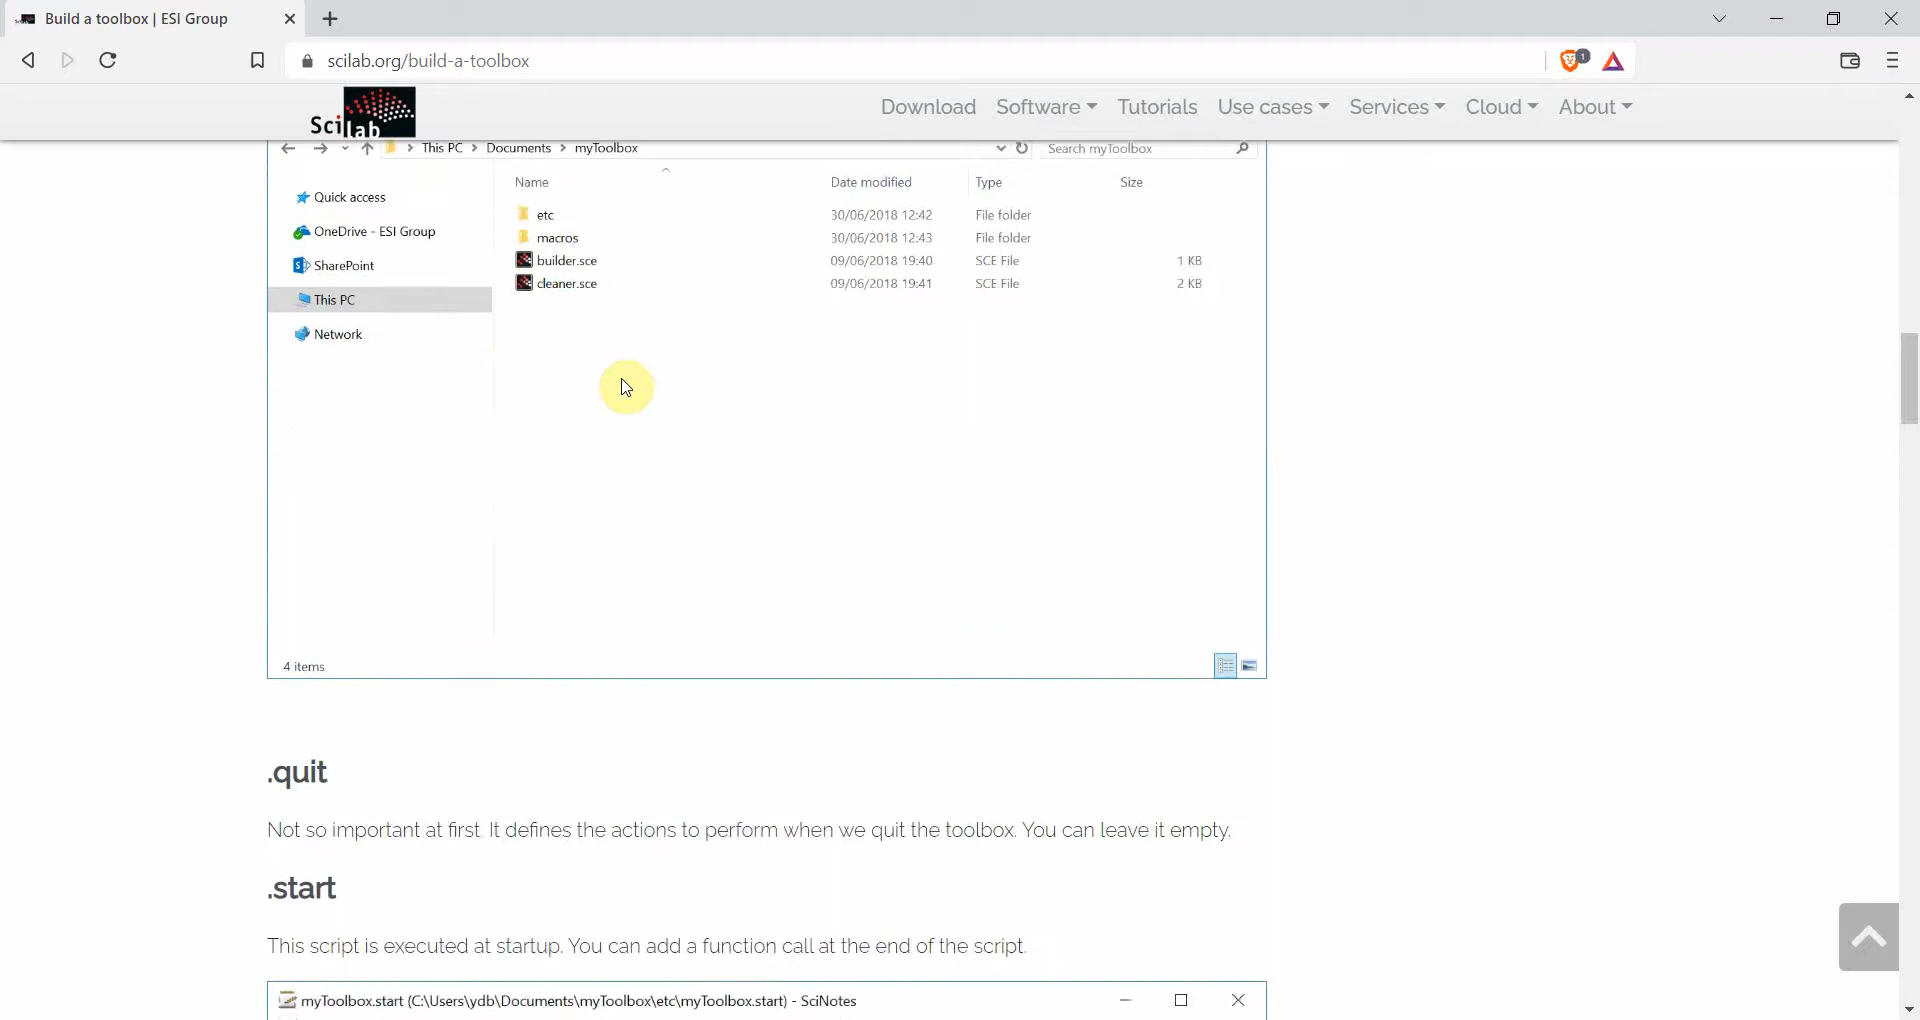 Build a toolbox | ESI Group
scilab.org/build-a-toolbox
1
Scilab
Download Software Tutorials Use cases Services Cloud About
This PC > Documents > myToolbox
Search myToolbox
Name Date modified Type Size
Quick access
OneDrive - ESI Group
SharePoint
This PC
Network
etc 30/06/2018 12:42 File folder
macros 30/06/2018 12:43 File folder
builder.sce 09/06/2018 19:40 SCE File 1 KB
cleaner.sce 09/06/2018 19:41 SCE File 2 KB
4 items
.quit
Not so important at first. It defines the actions to perform when we quit the toolbox. You can leave it empty.
.start
This script is executed at startup. You can add a function call at the end of the script.
myToolbox.start (C:\Users\ydb\Documents\myToolbox\etc\myToolbox.start) - SciNotes